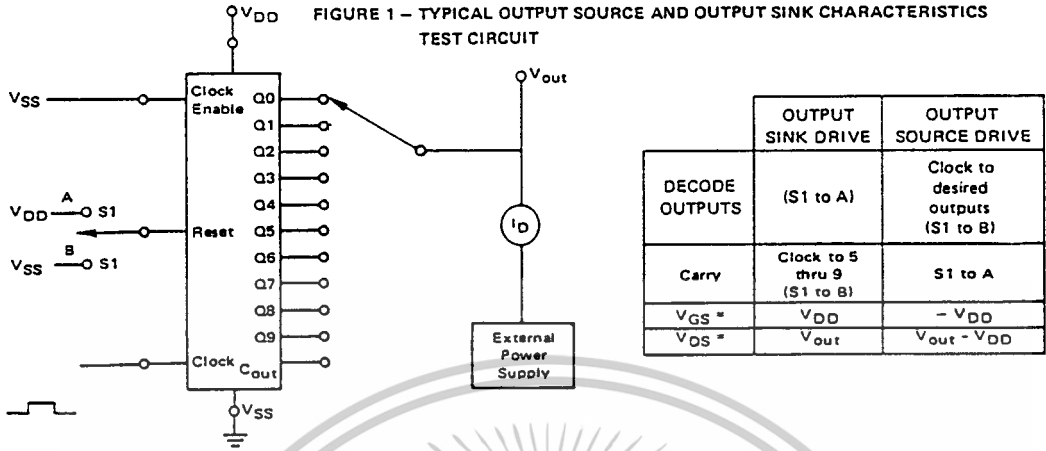 FIGURE 1 – TYPICAL OUTPUT SOURCE AND OUTPUT SINK CHARACTERISTICS
TEST CIRCUIT
VDD
VSS
Clock
Enable
Q0
Q1
Q2
Q3
Q4
Q5
Q6
Q7
Q8
Q9
Cout
A
VDD S1
Reset
B
VSS S1
Clock
VSS
Vout
ID
External
Power
Supply
OUTPUT
SINK DRIVE
OUTPUT
SOURCE DRIVE
DECODE
OUTPUTS
(S1 to A)
Clock to
desired
outputs
(S1 to B)
Carry
Clock to 5
thru 9
(S1 to B)
S1 to A
VGS =
VDD
– VDD
VDS =
Vout
Vout - VDD